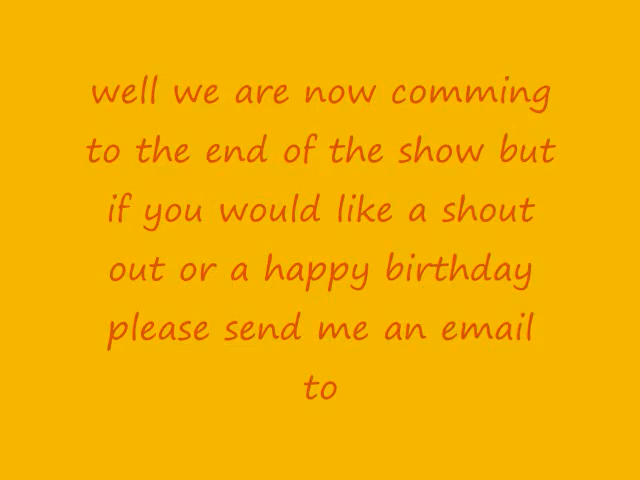 well we are now comming
to the end of the show but
if you would like a shout
out or a happy birthday
please send me an email
to